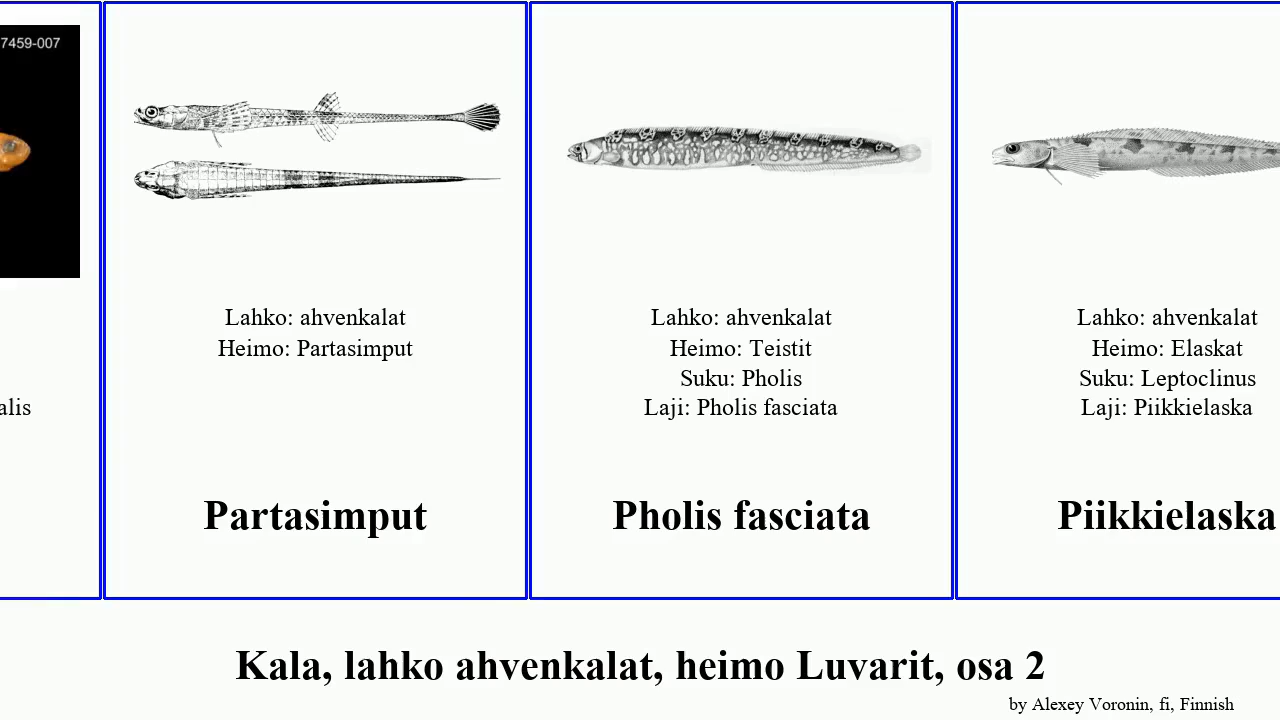 7459-007
alis
Lahko: ahvenkalat
Heimo: Partasimput
Partasimput
Lahko: ahvenkalat
Heimo: Teistit
Suku: Pholis
Laji: Pholis fasciata
Pholis fasciata
Lahko: ahvenkalat
Heimo: Elaskat
Suku: Leptoclinus
Laji: Piikkielaska
Piikkielaska
Kala, lahko ahvenkalat, heimo Luvarit, osa 2
by Alexey Voronin, fi, Finnish